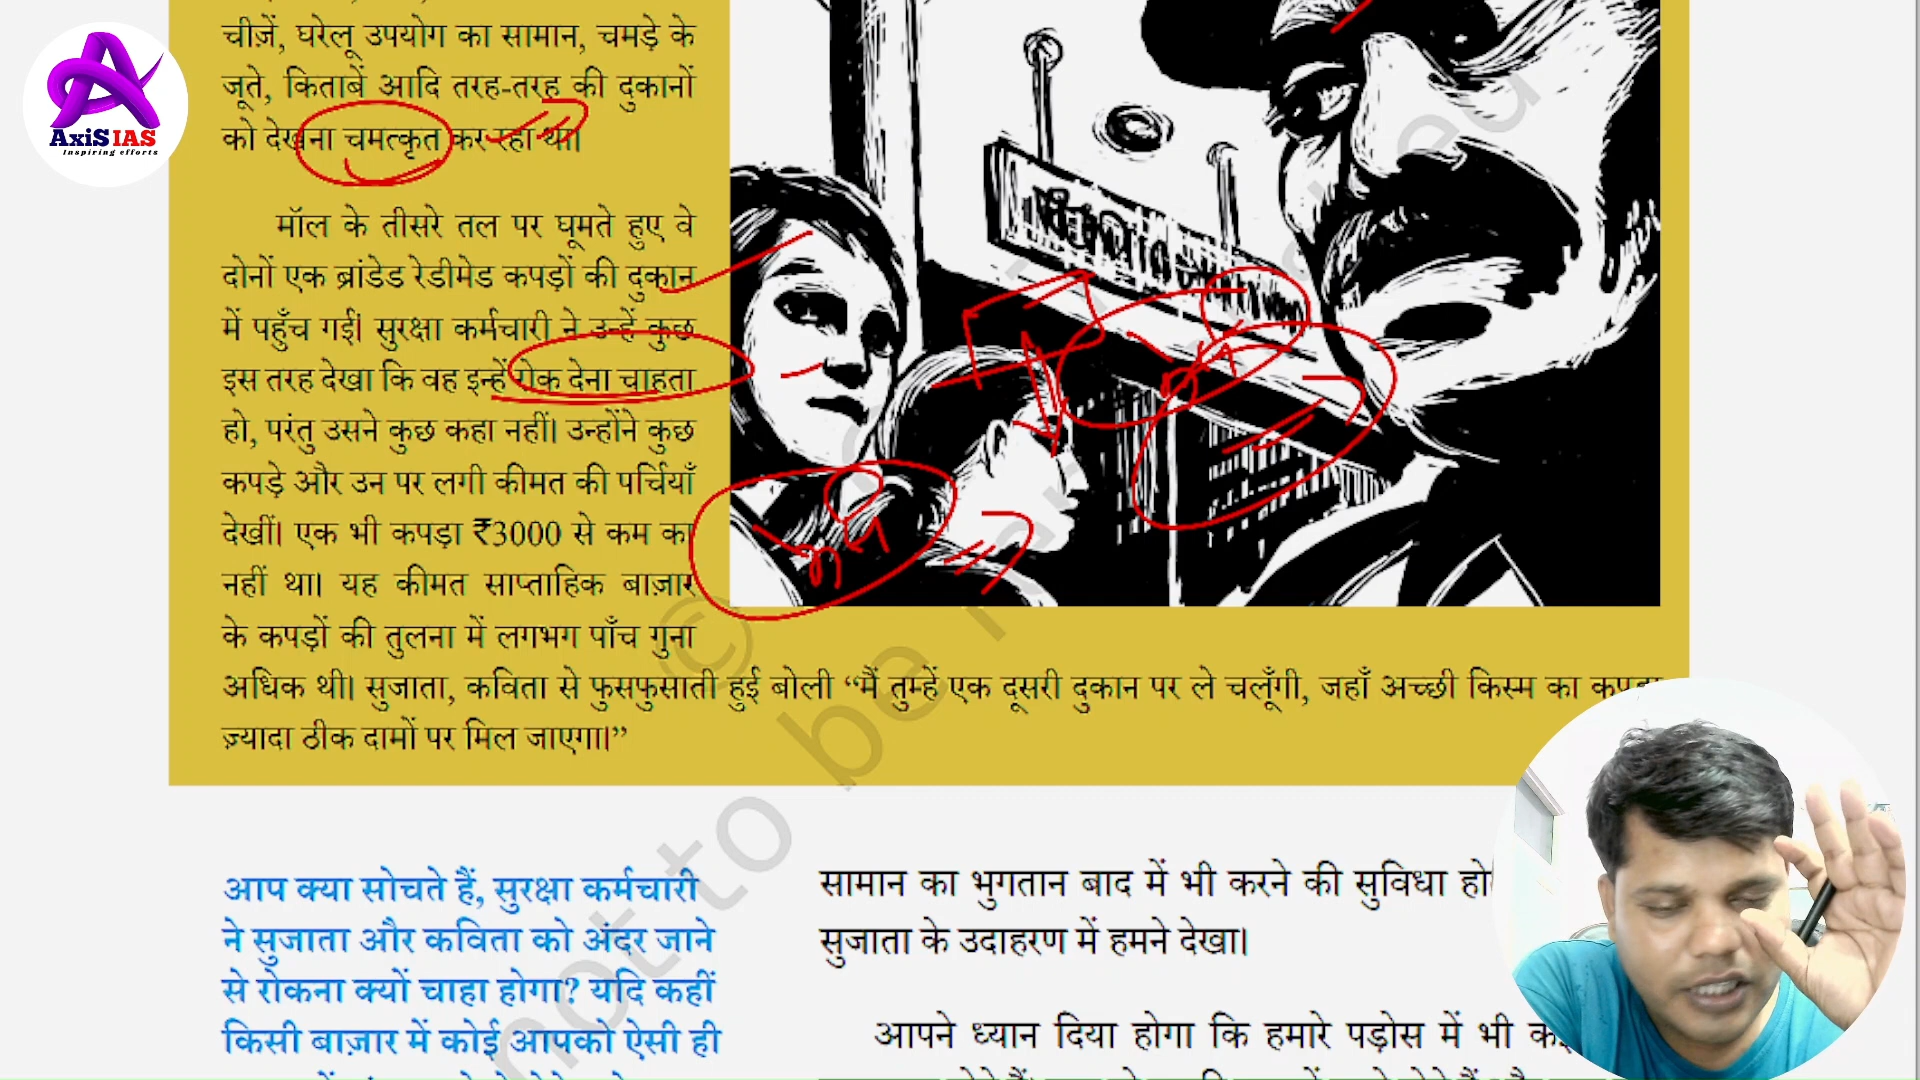 AxiS IAS
Inspiring efforts
चीज़ें, घरेलू उपयोग का सामान, चमड़े के
जूते, किताबें आदि तरह-तरह की दुकानों
को देखना चमत्कृत कर रहा था।
मॉल के तीसरे तल पर घूमते हुए वे
दोनों एक ब्रांडेड रेडीमेड कपड़ों की दुकान
में पहुँच गईं। सुरक्षा कर्मचारी ने उन्हें कुछ
इस तरह देखा कि वह इन्हें रोक देना चाहता
हो, परंतु उसने कुछ कहा नहीं। उन्होंने कुछ
कपड़े और उन पर लगी कीमत की पर्चियाँ
देखीं। एक भी कपड़ा ₹3000 से कम का
नहीं था। यह कीमत साप्ताहिक बाज़ार
के कपड़ों की तुलना में लगभग पाँच गुना
अधिक थी। सुजाता, कविता से फुसफुसाती हुई बोली “मैं तुम्हें एक दूसरी दुकान पर ले चलूँगी, जहाँ अच्छी किस्म का
ज़्यादा ठीक दामों पर मिल जाएगा।”
आप क्या सोचते हैं, सुरक्षा कर्मचारी
ने सुजाता और कविता को अंदर जाने
से रोकना क्यों चाहा होगा? यदि कहीं
किसी बाज़ार में कोई आपको ऐसी ही
सामान का भुगतान बाद में भी करने की सुविधा
सुजाता के उदाहरण में हमने देखा।
आपने ध्यान दिया होगा कि हमारे पड़ोस में भी
not to be